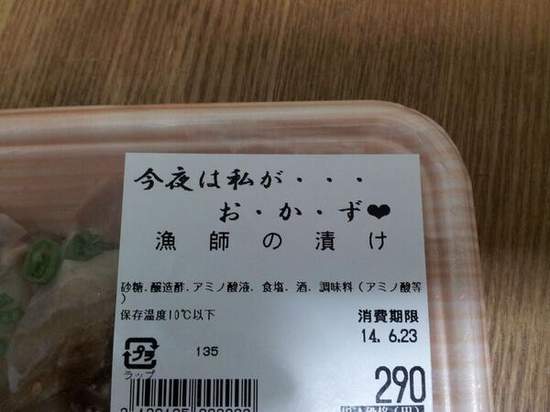 今夜は私が・・・
お・か・ず❤
漁師の漬け
砂糖、醸造酢、アミノ酸液、食塩、酒、調味料(アミノ酸等
)
保存温度10℃以下
消費期限
14. 6.23
プラ
ラップ
135
290